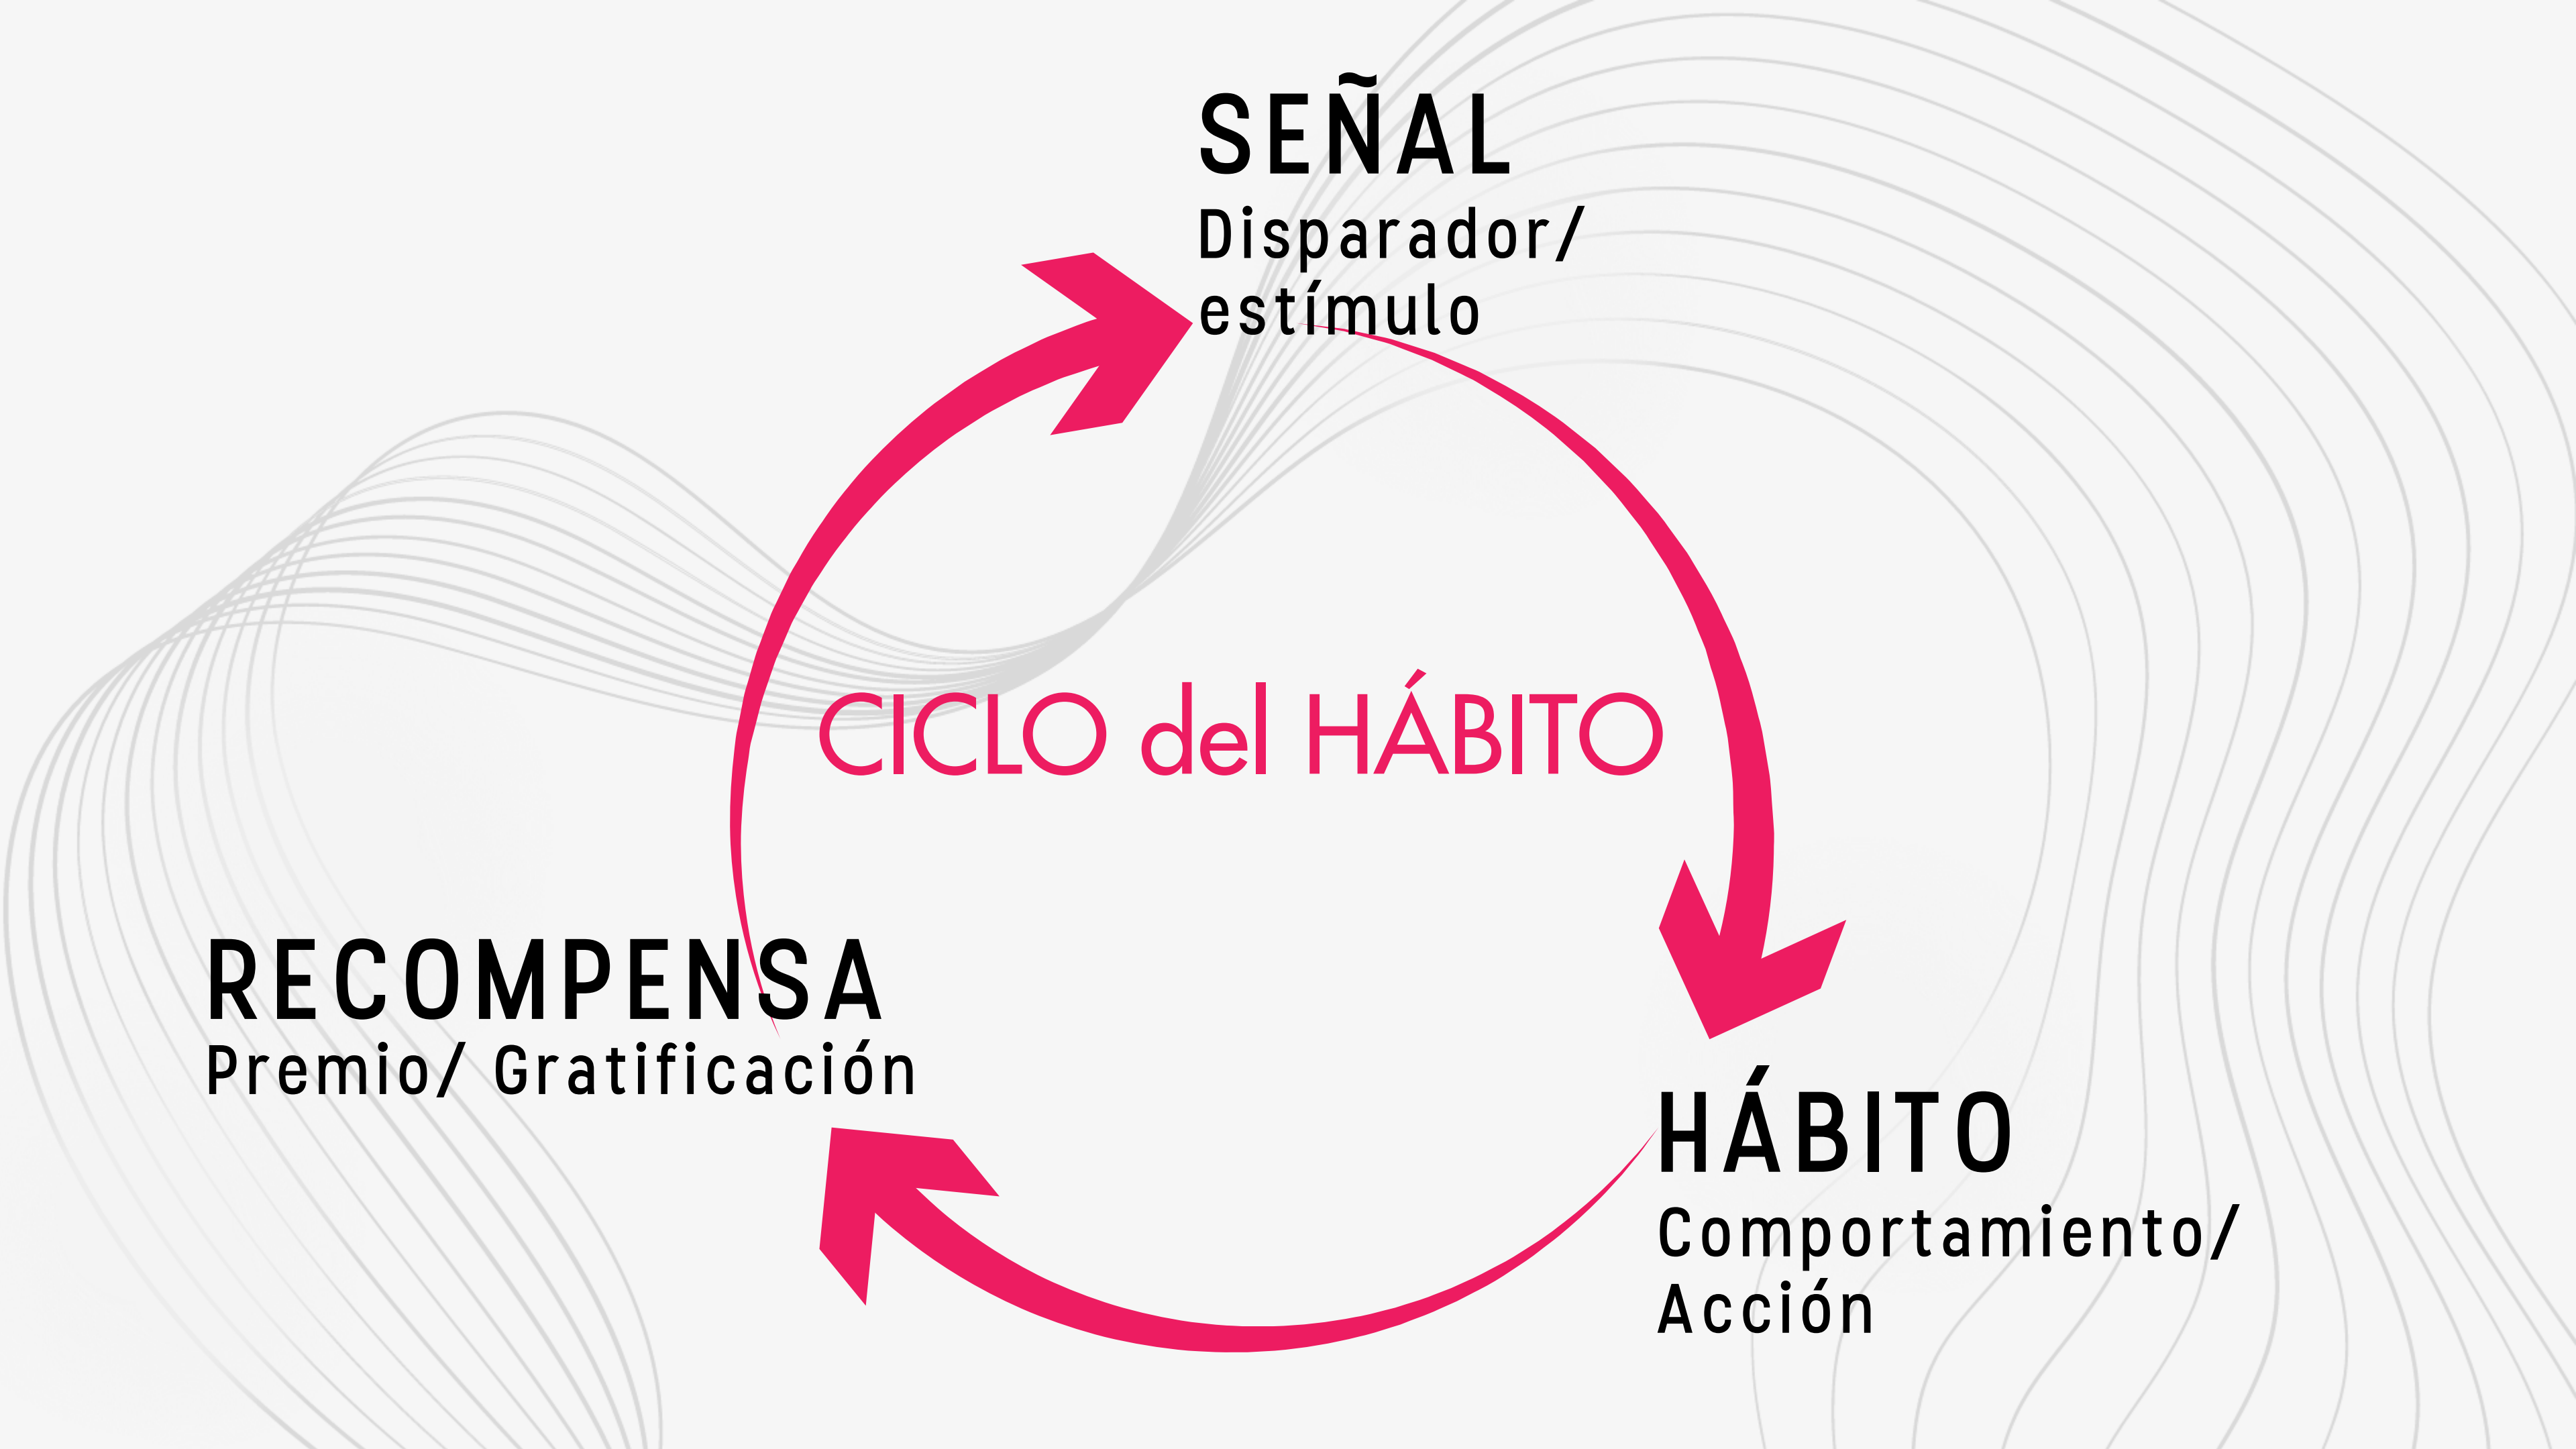 SEÑAL
Disparador/
estímulo
CICLO del HÁBITO
RECOMPENSA
Premio/ Gratificación
HÁBITO
Comportamiento/
Acción